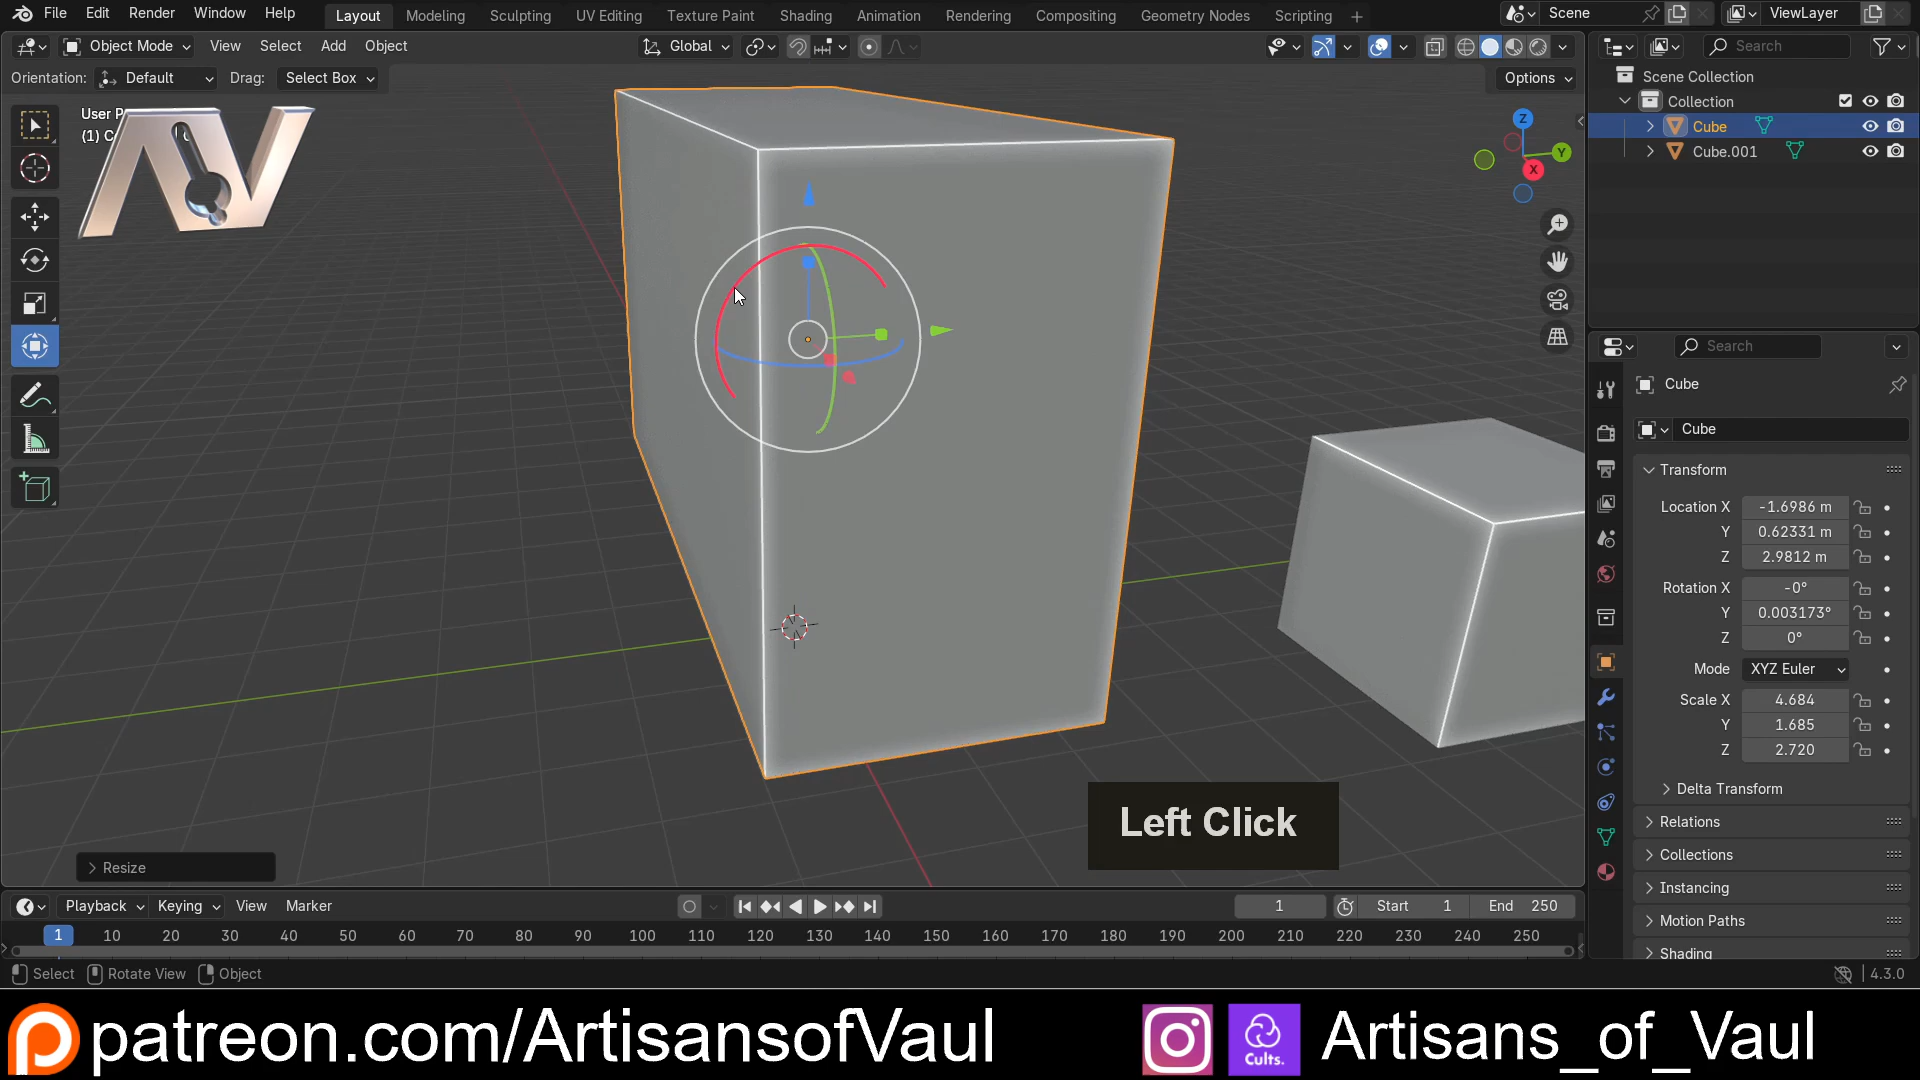 File Edit Render Window Help Layout Modeling Sculpting UV Editing Texture Paint Shading Animation Rendering Compositing Geometry Nodes Scripting + Scene ViewLayer
Object Mode View Select Add Object Global Search
Orientation: Default Drag: Select Box Options
Scene Collection
Collection
Cube
Cube.001
User P
(1) C
Z
Y
X
Search
Cube
Cube
Transform
Location X -1.6986 m
Y 0.62331 m
Z 2.9812 m
Rotation X -0°
Y 0.003173°
Z 0°
Mode XYZ Euler
Scale X 4.684
Y 1.685
Z 2.720
Delta Transform
Relations
Collections
Instancing
Motion Paths
Shading
Left Click
Resize
Playback Keying View Marker 1 Start 1 End 250
1 10 20 30 40 50 60 70 80 90 100 110 120 130 140 150 160 170 180 190 200 210 220 230 240 250
Select Rotate View Object 4.3.0
patreon.com/ArtisansofVaul Cults. Artisans_of_Vaul